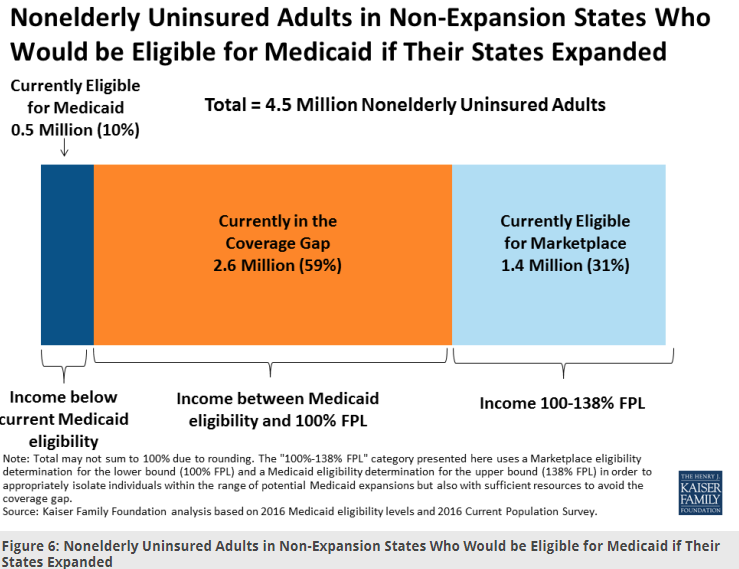 Nonelderly Uninsured Adults in Non-Expansion States Who
Would be Eligible for Medicaid if Their States Expanded
Currently Eligible
for Medicaid
0.5 Million (10%)
Total = 4.5 Million Nonelderly Uninsured Adults
Currently in the
Coverage Gap
2.6 Million (59%)
Currently Eligible
for Marketplace
1.4 Million (31%)
Income below
current Medicaid
eligibility
Income between Medicaid
eligibility and 100% FPL
Income 100-138% FPL
Note: Total may not sum to 100% due to rounding. The "100%-138% FPL" category presented here uses a Marketplace eligibility
determination for the lower bound (100% FPL) and a Medicaid eligibility determination for the upper bound (138% FPL) in order to
appropriately isolate individuals within the range of potential Medicaid expansions but also with sufficient resources to avoid the
coverage gap.
Source: Kaiser Family Foundation analysis based on 2016 Medicaid eligibility levels and 2016 Current Population Survey.
THE HENRY J.
KAISER
FAMILY
FOUNDATION
Figure 6: Nonelderly Uninsured Adults in Non-Expansion States Who Would be Eligible for Medicaid if Their
States Expanded